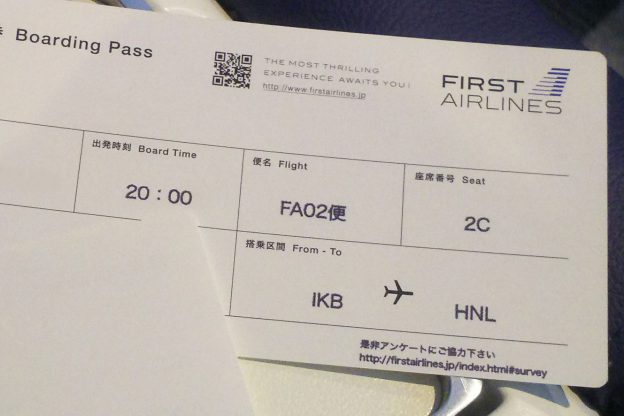 Boarding Pass
THE MOST THRILLING
EXPERIENCE AWAITS YOU!
http://www.firstairlines.jp
FIRST
AIRLINES
出発時刻 Board Time
20:00
便名 Flight
FA02便
座席番号 Seat
2C
搭乗区間 From - To
IKB
HNL
是非アンケートにご協力下さい
http://firstairlines.jp/index.html#survey